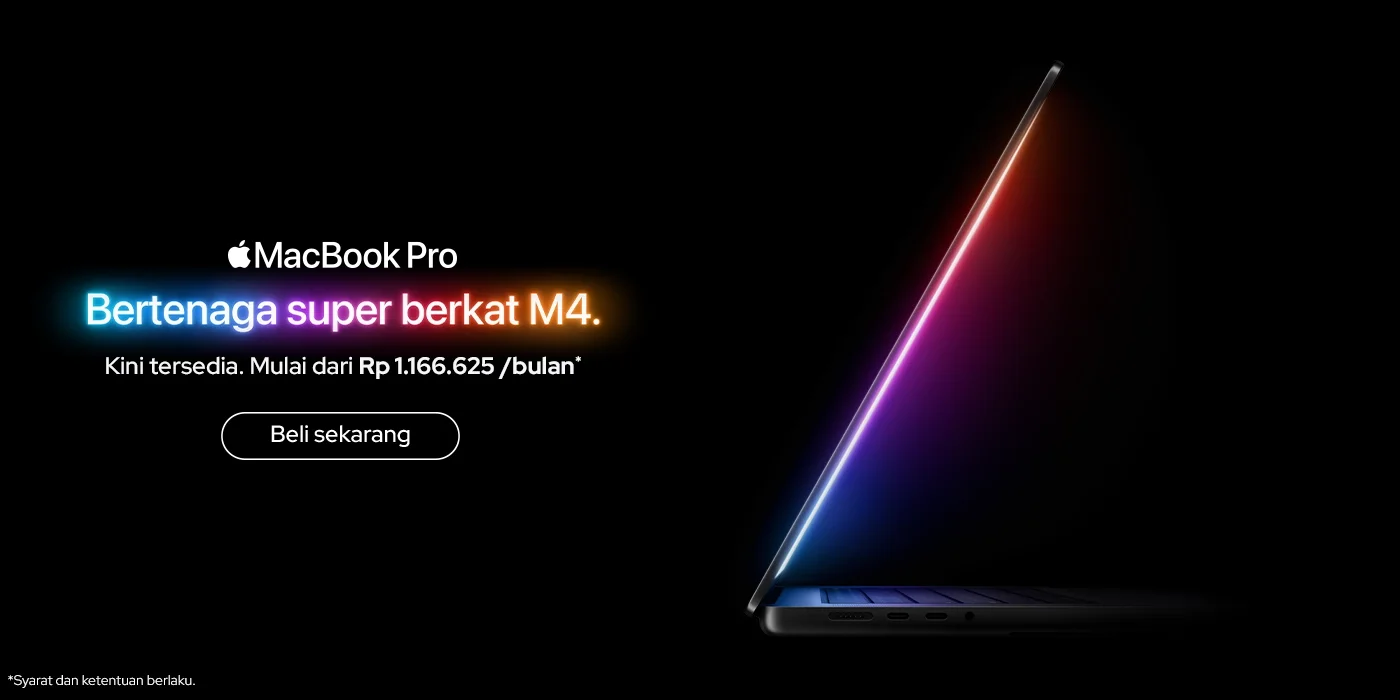 MacBook Pro
Bertenaga super berkat M4.
Kini tersedia. Mulai dari Rp 1.166.625 /bulan*
Beli sekarang
*Syarat dan ketentuan berlaku.